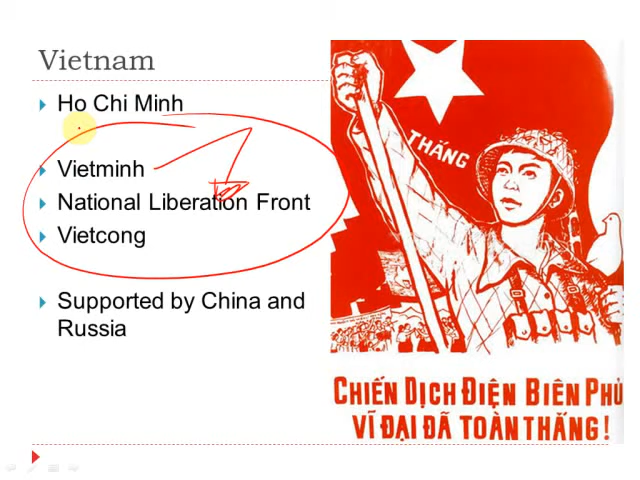 Vietnam
Ho Chi Minh
Vietminh
National Liberation Front
Vietcong
Supported by China and
Russia
THẮNG
CHIẾN DỊCH ĐIỆN BIÊN PHỦ
VĨ ĐẠI ĐÃ TOÀN THẮNG!